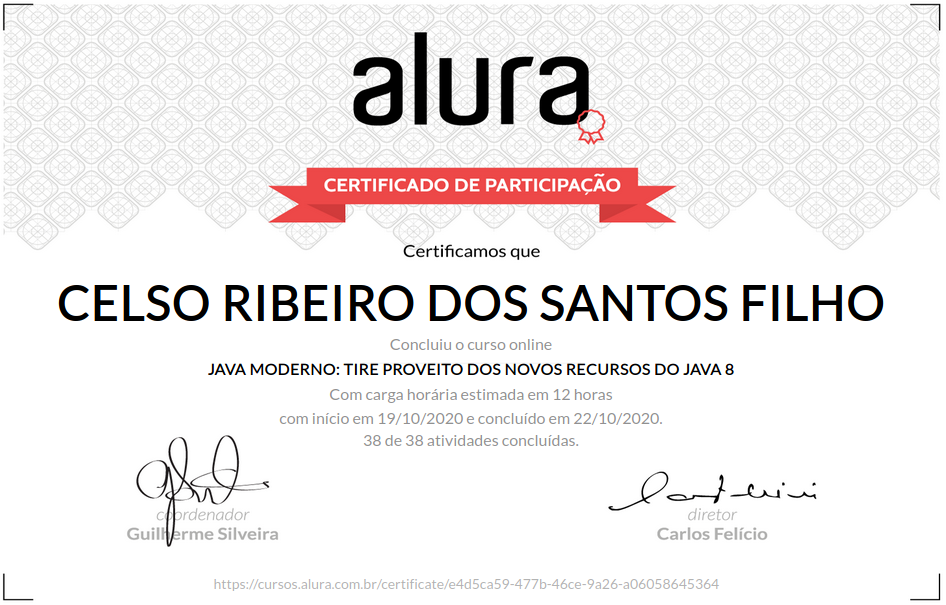 alura
CERTIFICADO DE PARTICIPAÇÃO
Certificamos que
CELSO RIBEIRO DOS SANTOS FILHO
Concluiu o curso online
JAVA MODERNO: TIRE PROVEITO DOS NOVOS RECURSOS DO JAVA 8
Com carga horária estimada em 12 horas
com início em 19/10/2020 e concluído em 22/10/2020.
38 de 38 atividades concluídas.
coordenador
Guilherme Silveira
diretor
Carlos Felício
https://cursos.alura.com.br/certificate/e4d5ca59-477b-46ce-9a26-a06058645364